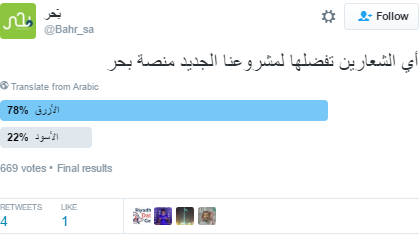 بَحر
Follow
@Bahr_sa
أي الشعارين تفضلها لمشروعنا الجديد منصة بحر
Translate from Arabic
78% الأزرق
22% الأسود
669 votes • Final results
RETWEETS LIKE
4 1